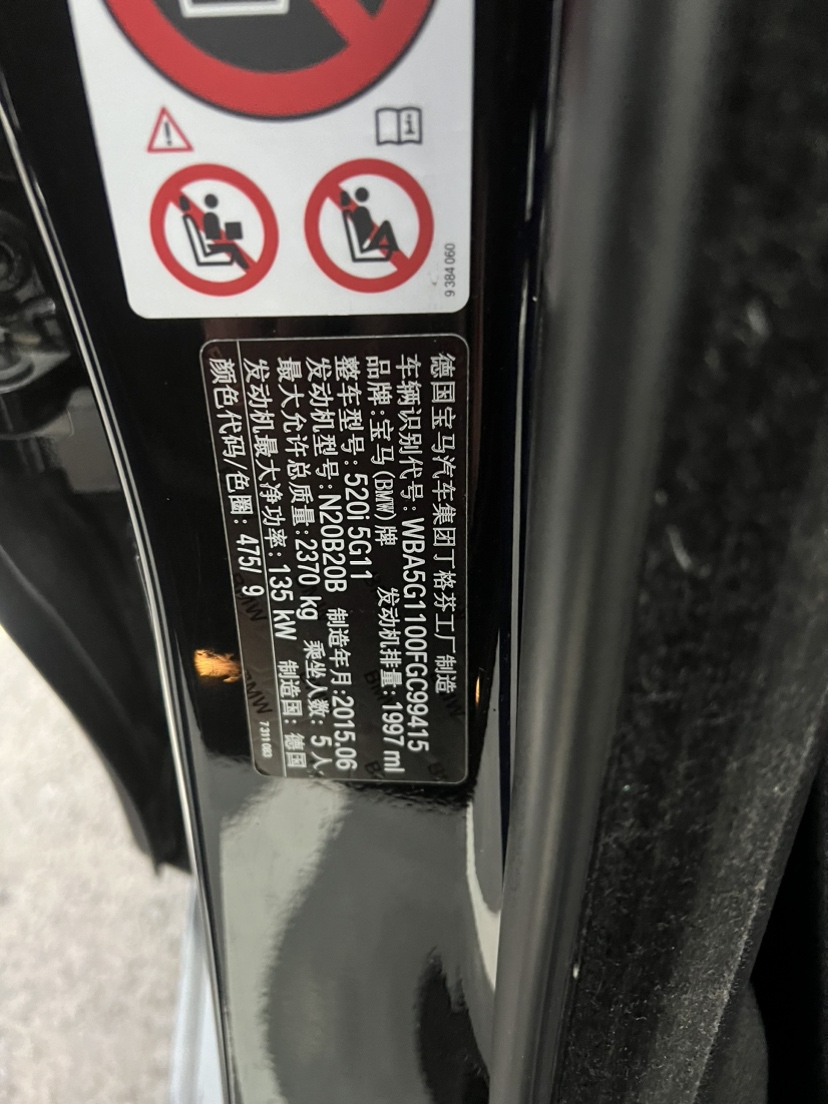 9 384 060
德国宝马汽车集团丁格芬工厂制造
车辆识别代号:WBA5G1100FGC99415
品牌:宝马(BMW)牌 发动机排量:1997 ml
整车型号:520i 5G11
发动机型号:N20B20B 制造年月:2015.06
最大允许总质量:2370 kg 乘坐人数: 5 人
发动机最大净功率: 135 kW 制造国: 德国
颜色代码/色圈: 475/ 9
7 311 083